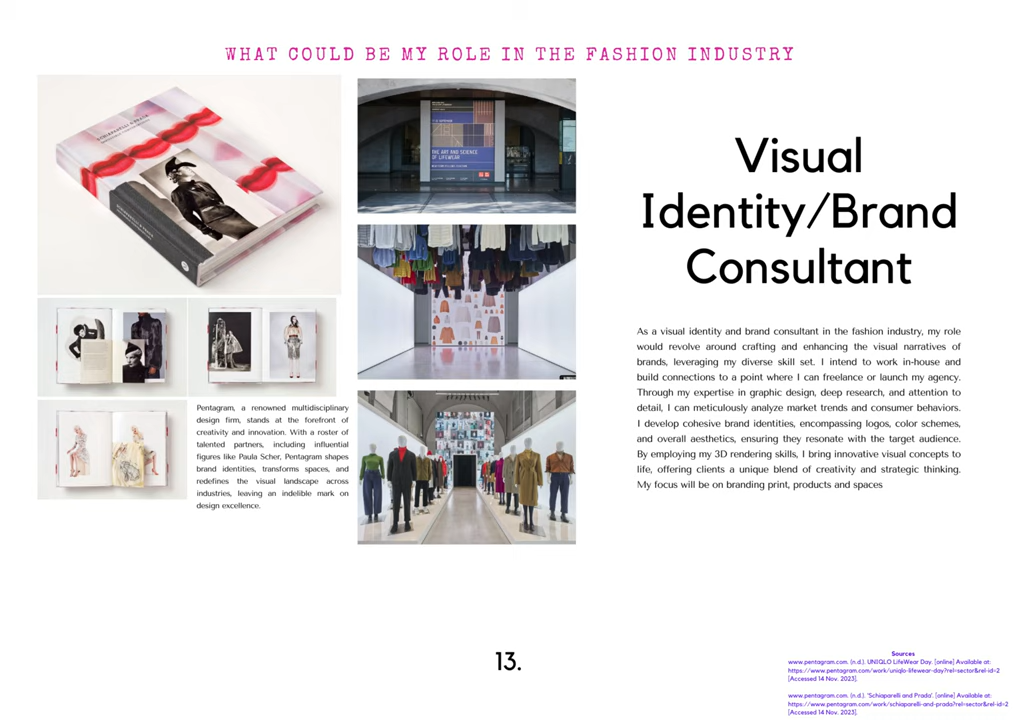 WHAT COULD BE MY ROLE IN THE FASHION INDUSTRY
THE ART AND SCIENCE
OF LIFEWEAR
Visual
Identity/Brand
Consultant
As a visual identity and brand consultant in the fashion industry, my role
would revolve around crafting and enhancing the visual narratives of
brands, leveraging my diverse skill set. I intend to work in-house and
build connections to a point where I can freelance or launch my agency.
Through my expertise in graphic design, deep research, and attention to
detail, I can meticulously analyze market trends and consumer behaviors.
I develop cohesive brand identities, encompassing logos, color schemes,
and overall aesthetics, ensuring they resonate with the target audience.
By employing my 3D rendering skills, I bring innovative visual concepts to
life, offering clients a unique blend of creativity and strategic thinking.
My focus will be on branding print, products and spaces
Pentagram, a renowned multidisciplinary
design firm, stands at the forefront of
creativity and innovation. With a roster of
talented partners, including influential
figures like Paula Scher, Pentagram shapes
brand identities, transforms spaces, and
redefines the visual landscape across
industries, leaving an indelible mark on
design excellence.
13.
Sources
www.pentagram.com. (n.d.). UNIQLO LifeWear Day. [online] Available at:
https://www.pentagram.com/work/uniqlo-lifewear-day?rel=sector&rel-id=2
[Accessed 14 Nov. 2023].
www.pentagram.com. (n.d.). 'Schiaparelli and Prada'. [online] Available at:
https://www.pentagram.com/work/schiaparelli-and-prada?rel=sector&rel-id=2
[Accessed 14 Nov. 2023].